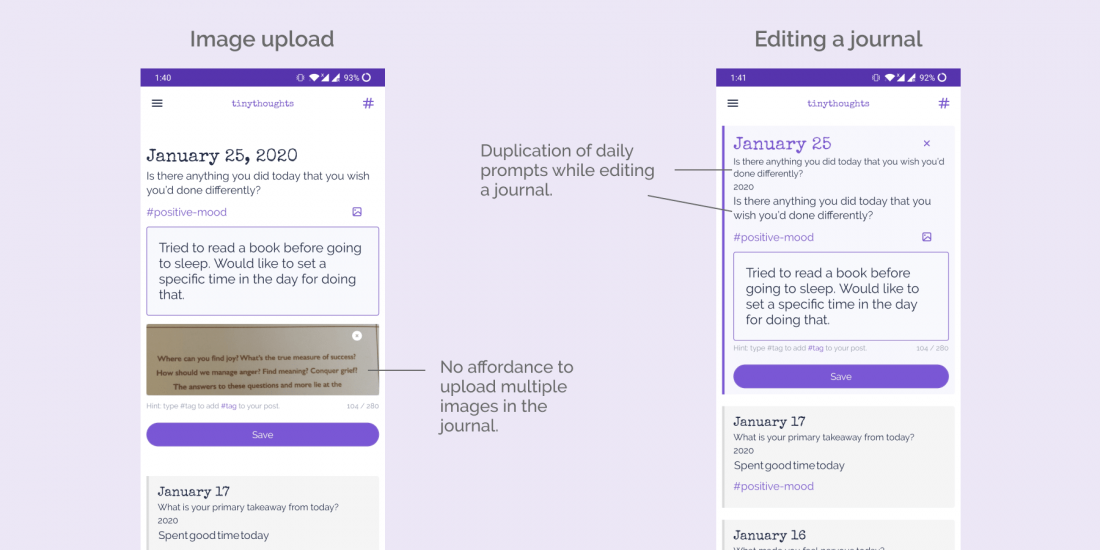 Image upload
1:40
93%
tinythoughts
#
January 25, 2020
Is there anything you did today that you wish
you'd done differently?
#positive-mood
Tried to read a book before going
to sleep. Would like to set a
specific time in the day for doing
that.
Where can you find joy? What's the true measure of success?
How should we manage anger? Find meaning? Conquer grief?
The answers to these questions and more lie at the
Hint: type #tag to add #tag to your post.
104 / 280
Save
January 17
What is your primary takeaway from today?
2020
Spent good time today
Duplication of daily
prompts while editing
a journal.
No affordance to
upload multiple
images in the
journal.
Editing a journal
1:41
92%
tinythoughts
#
January 25
Is there anything you did today that you wish you'd
done differently?
2020
Is there anything you did today that you
wish you'd done differently?
#positive-mood
Tried to read a book before
going to sleep. Would like to
set a specific time in the day
for doing that.
Hint: type #tag to add #tag to your post.
104 / 280
Save
January 17
What is your primary takeaway from today?
2020
Spent good time today
#positive-mood
January 16
What made you feel nervous today?